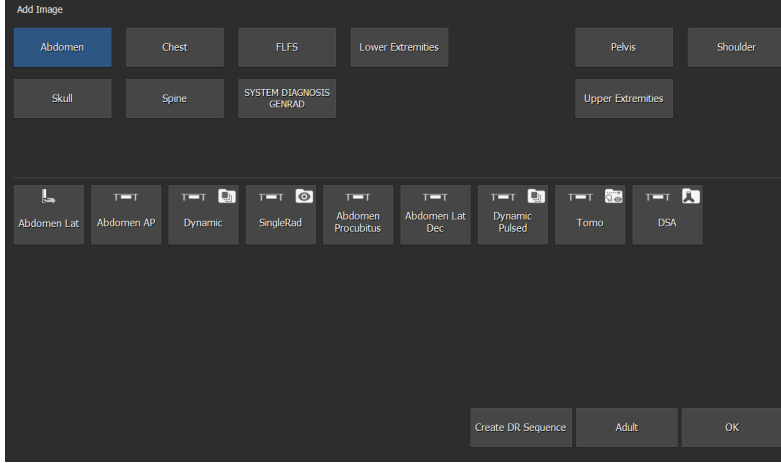 Add Image
Abdomen
Chest
FLFS
Lower Extremities
Pelvis
Shoulder
Skull
Spine
SYSTEM DIAGNOSIS
GENRAD
Upper Extremities
Abdomen Lat
Abdomen AP
Dynamic
SingleRad
Abdomen
Procubitus
Abdomen Lat
Dec
Dynamic
Pulsed
Tomo
DSA
Create DR Sequence
Adult
OK